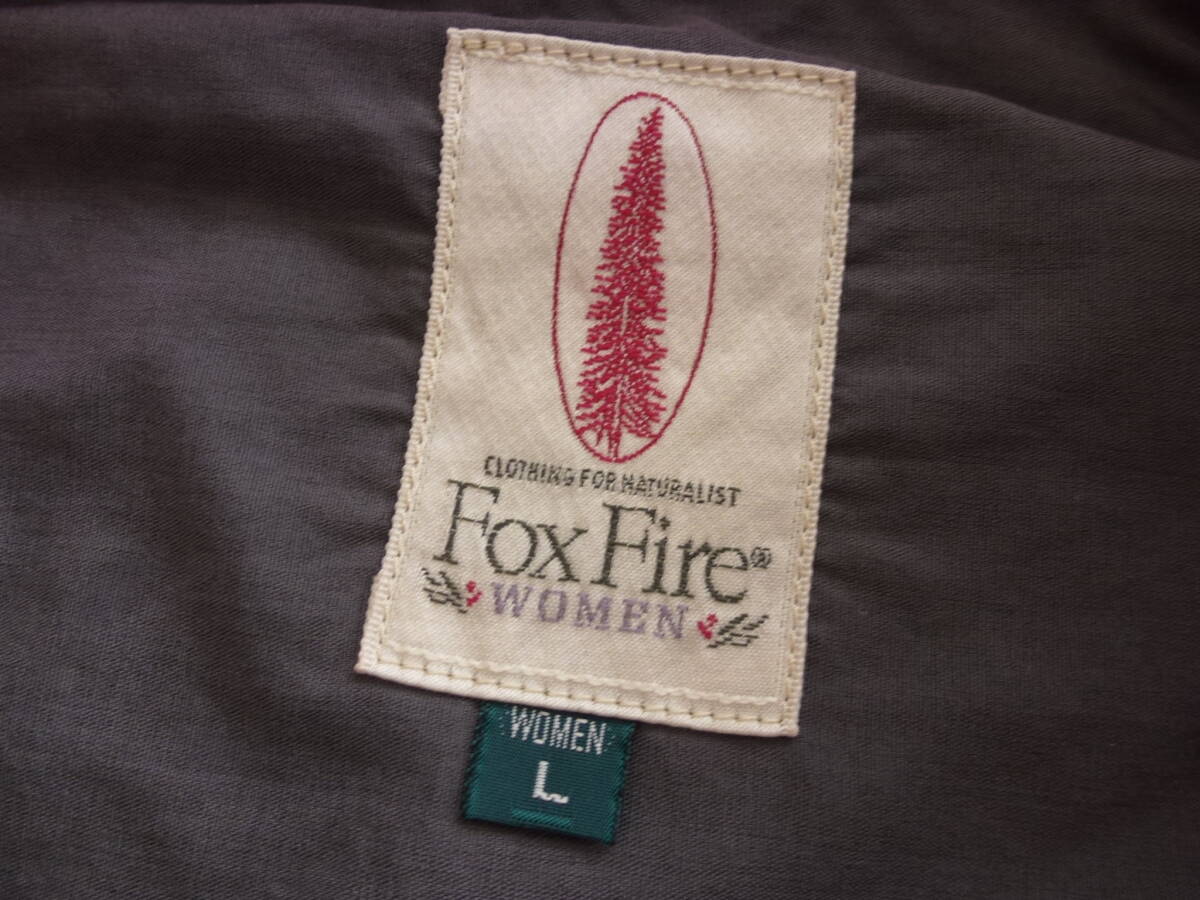 CLOTHING FOR NATURALIST
Fox Fire®
WOMEN
WOMEN
L